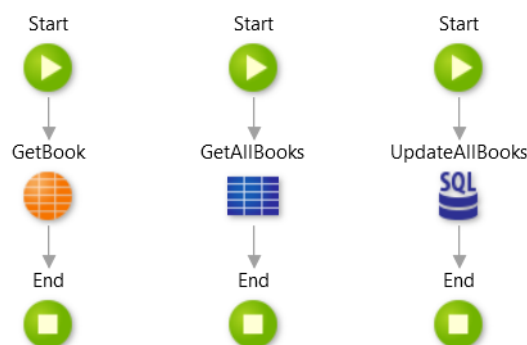 Start Start Start
GetBook GetAllBooks UpdateAllBooks
SQL
End End End